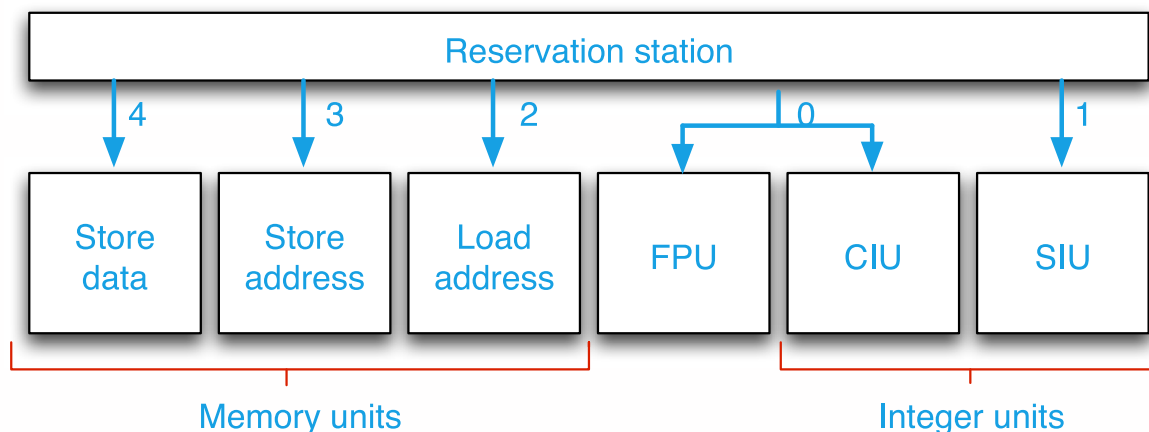 Reservation station
4 3 2 0 1
Store data
Store address
Load address
FPU
CIU
SIU
Memory units
Integer units